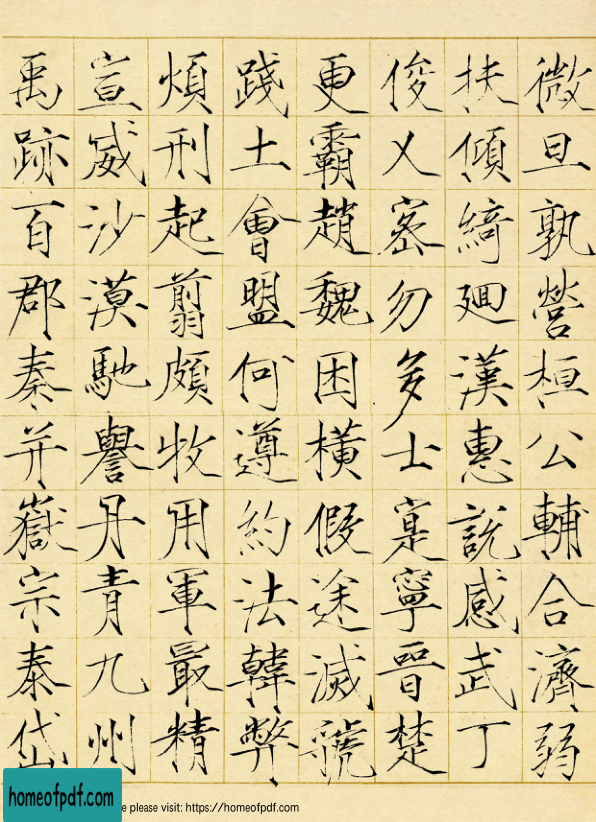 微旦孰營桓公輔合濟弱
扶傾綺迴漢惠說感武丁
俊乂密勿多士寔寧晉楚
更霸趙魏困橫假途滅虢
踐土會盟何遵約法韓弊
煩刑起翦頗牧用軍最精
宣威沙漠馳譽丹青九州
禹跡百郡秦并嶽宗泰岱
homeofpdf.com
please visit: https://homeofpdf.com